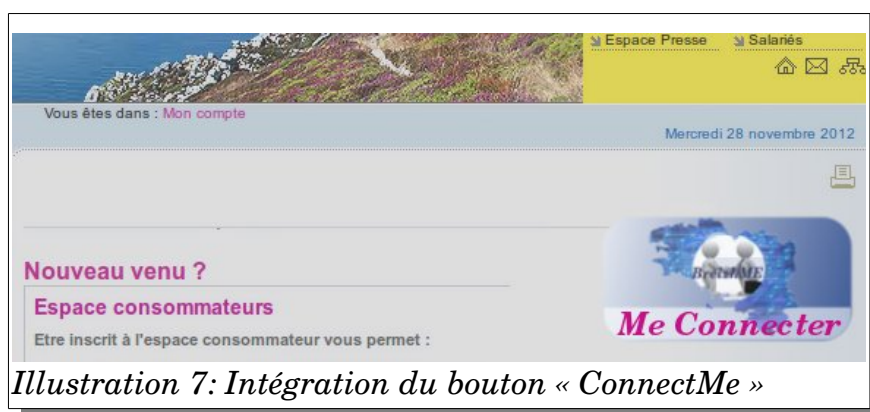 Espace Presse Salariés
Vous êtes dans : Mon compte
Mercredi 28 novembre 2012
Nouveau venu ?
Espace consommateurs
Etre inscrit à l'espace consommateur vous permet :
Me Connecter
Illustration 7: Intégration du bouton « ConnectMe »